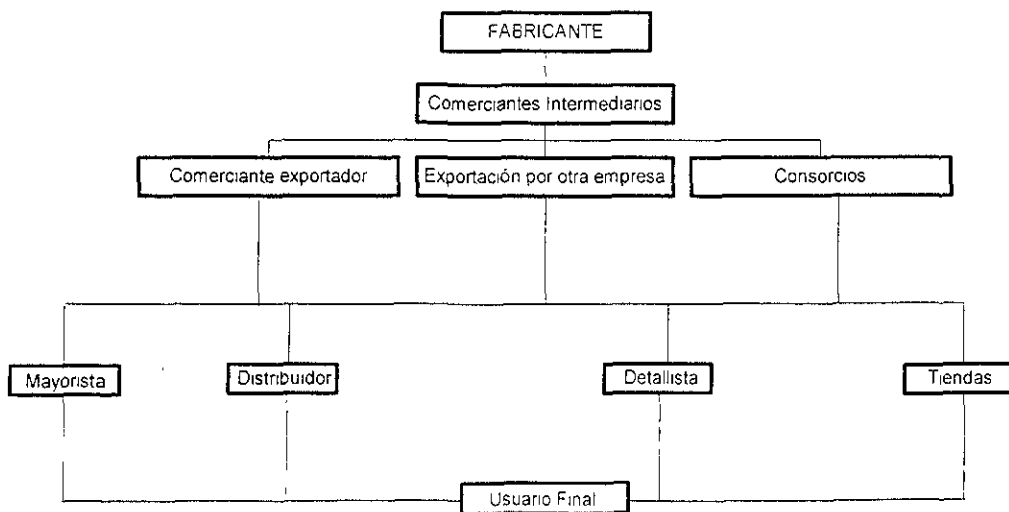 FABRICANTE
Comerciantes Intermediarios
Comerciante exportador
Exportación por otra empresa
Consorcios
Mayorista
Distribuidor
Detallista
Tiendas
Usuario Final